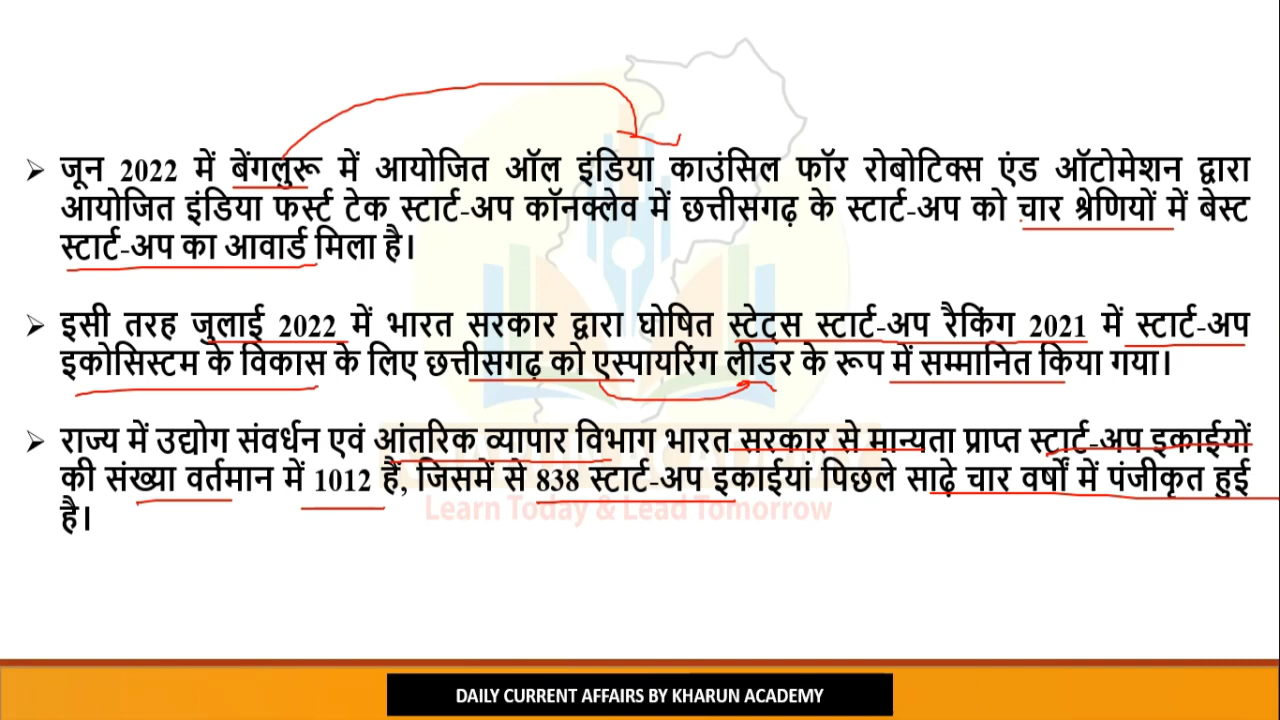 ➢ जून 2022 में बेंगलुरू में आयोजित ऑल इंडिया काउंसिल फॉर रोबोटिक्स एंड ऑटोमेशन द्वारा
आयोजित इंडिया फर्स्ट टेक स्टार्ट-अप कॉनक्लेव में छत्तीसगढ़ के स्टार्ट-अप को चार श्रेणियों में बेस्ट
स्टार्ट-अप का आवार्ड मिला है।
➢ इसी तरह जुलाई 2022 में भारत सरकार द्वारा घोषित स्टेट्स स्टार्ट-अप रैकिंग 2021 में स्टार्ट-अप
इकोसिस्टम के विकास के लिए छत्तीसगढ़ को एस्पायरिंग लीडर के रूप में सम्मानित किया गया।
➢ राज्य में उद्योग संवर्धन एवं आंतरिक व्यापार विभाग भारत सरकार से मान्यता प्राप्त स्टार्ट-अप इकाईयों
की संख्या वर्तमान में 1012 हैं, जिसमें से 838 स्टार्ट-अप इकाईयां पिछले साढ़े चार वर्षों में पंजीकृत हुई
है।
Learn Today & Lead Tomorrow
DAILY CURRENT AFFAIRS BY KHARUN ACADEMY